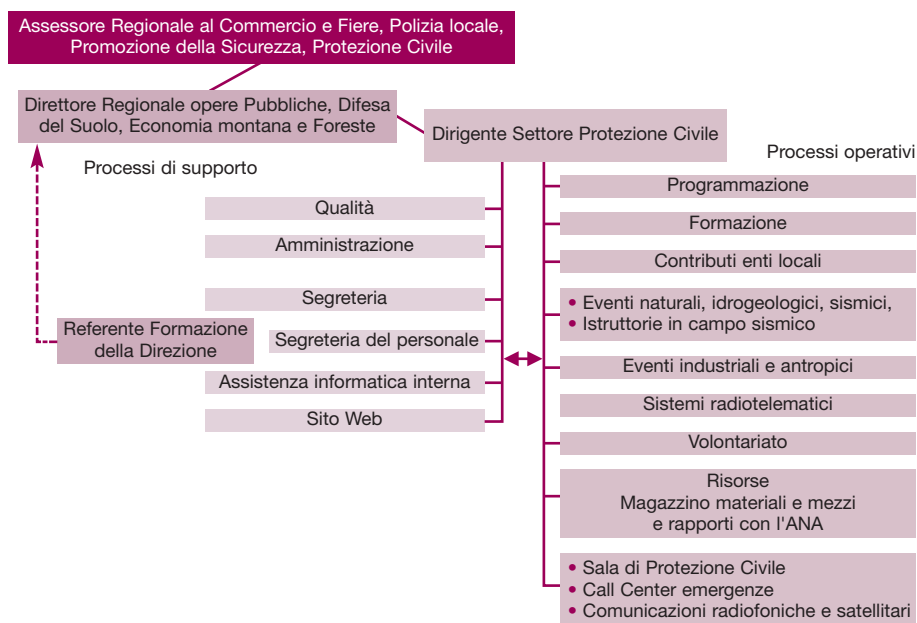 Assessore Regionale al Commercio e Fiere, Polizia locale,
Promozione della Sicurezza, Protezione Civile
Direttore Regionale opere Pubbliche, Difesa
del Suolo, Economia montana e Foreste
Dirigente Settore Protezione Civile
Processi di supporto
Processi operativi
Qualità
Amministrazione
Segreteria
Referente Formazione
della Direzione
Segreteria del personale
Assistenza informatica interna
Sito Web
Programmazione
Formazione
Contributi enti locali
• Eventi naturali, idrogeologici, sismici,
• Istruttorie in campo sismico
Eventi industriali e antropici
Sistemi radiotelematici
Volontariato
Risorse
Magazzino materiali e mezzi
e rapporti con l'ANA
• Sala di Protezione Civile
• Call Center emergenze
• Comunicazioni radiofoniche e satellitari